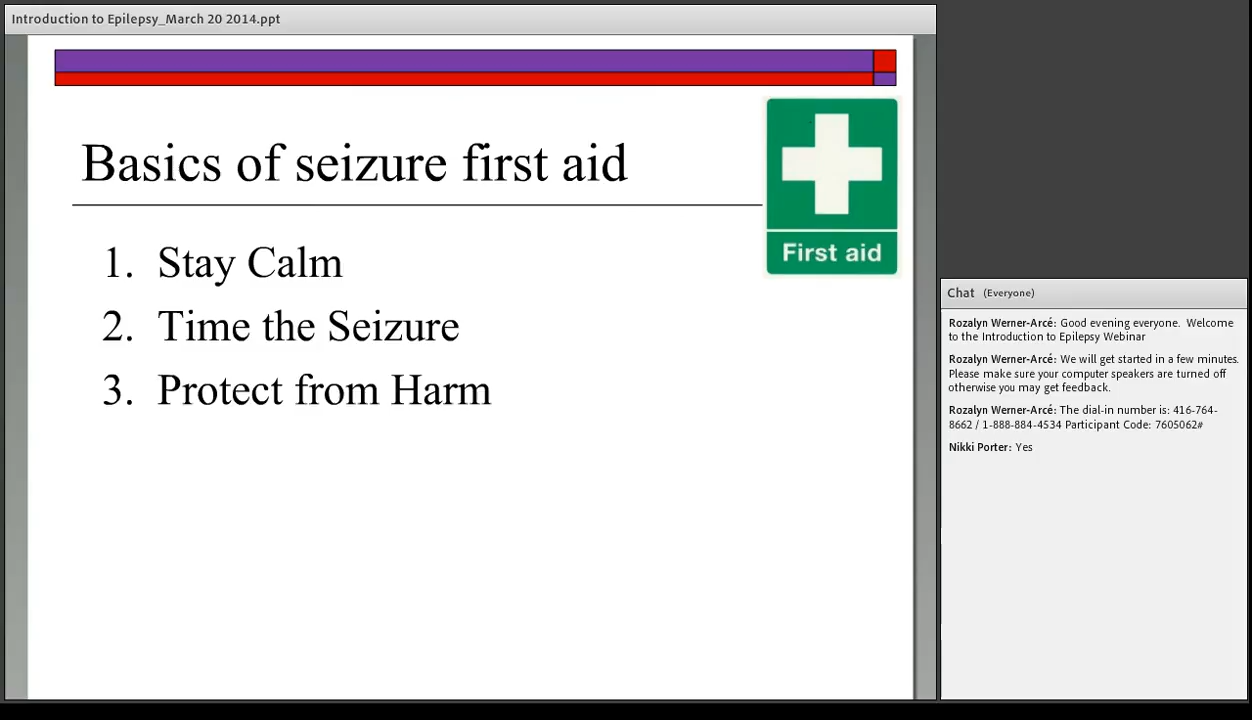 Introduction to Epilepsy_March 20 2014.ppt
Basics of seizure first aid
First aid
1. Stay Calm
2. Time the Seizure
3. Protect from Harm
Chat (Everyone)
Rozalyn Werner-Arcé: Good evening everyone. Welcome
to the Introduction to Epilepsy Webinar
Rozalyn Werner-Arcé: We will get started in a few minutes.
Please make sure your computer speakers are turned off
otherwise you may get feedback.
Rozalyn Werner-Arcé: The dial-in number is: 416-764-
8662 / 1-888-884-4534 Participant Code: 7605062#
Nikki Porter: Yes